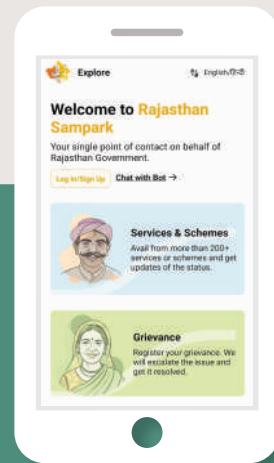 Explore
English/हिन्दी
Welcome to Rajasthan
Sampark
Your single point of contact on behalf of
Rajasthan Government.
Log In/Sign Up Chat with Bot →
Services & Schemes
Avail from more than 200+
services or schemes and get
updates of the status.
Grievance
Register your grievance. We
will escalate the issue and
get it resolved.